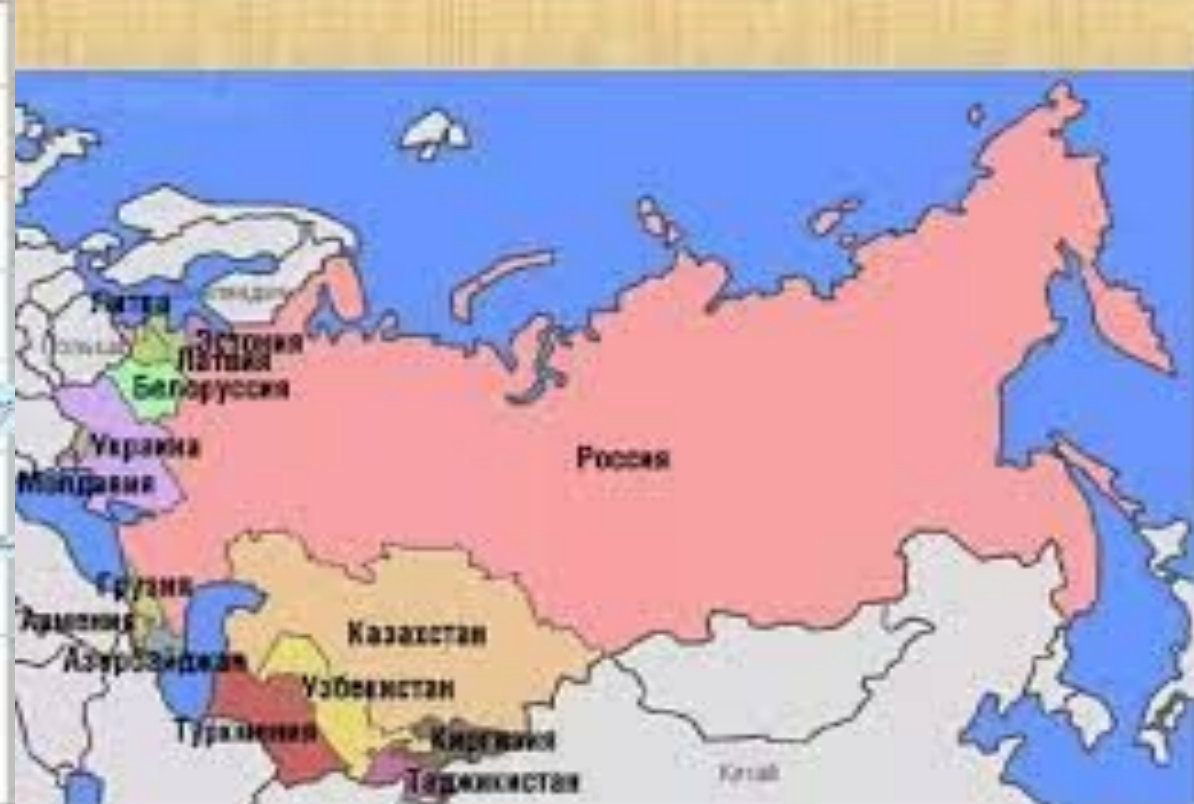 Литва
Эстония
Латвия
Белоруссия
Украина
Россия
Молдавия
Грузия
Армения
Казахстан
Азербайджан
Узбекистан
Туркмения
Киргизия
Китай
Таджикистан